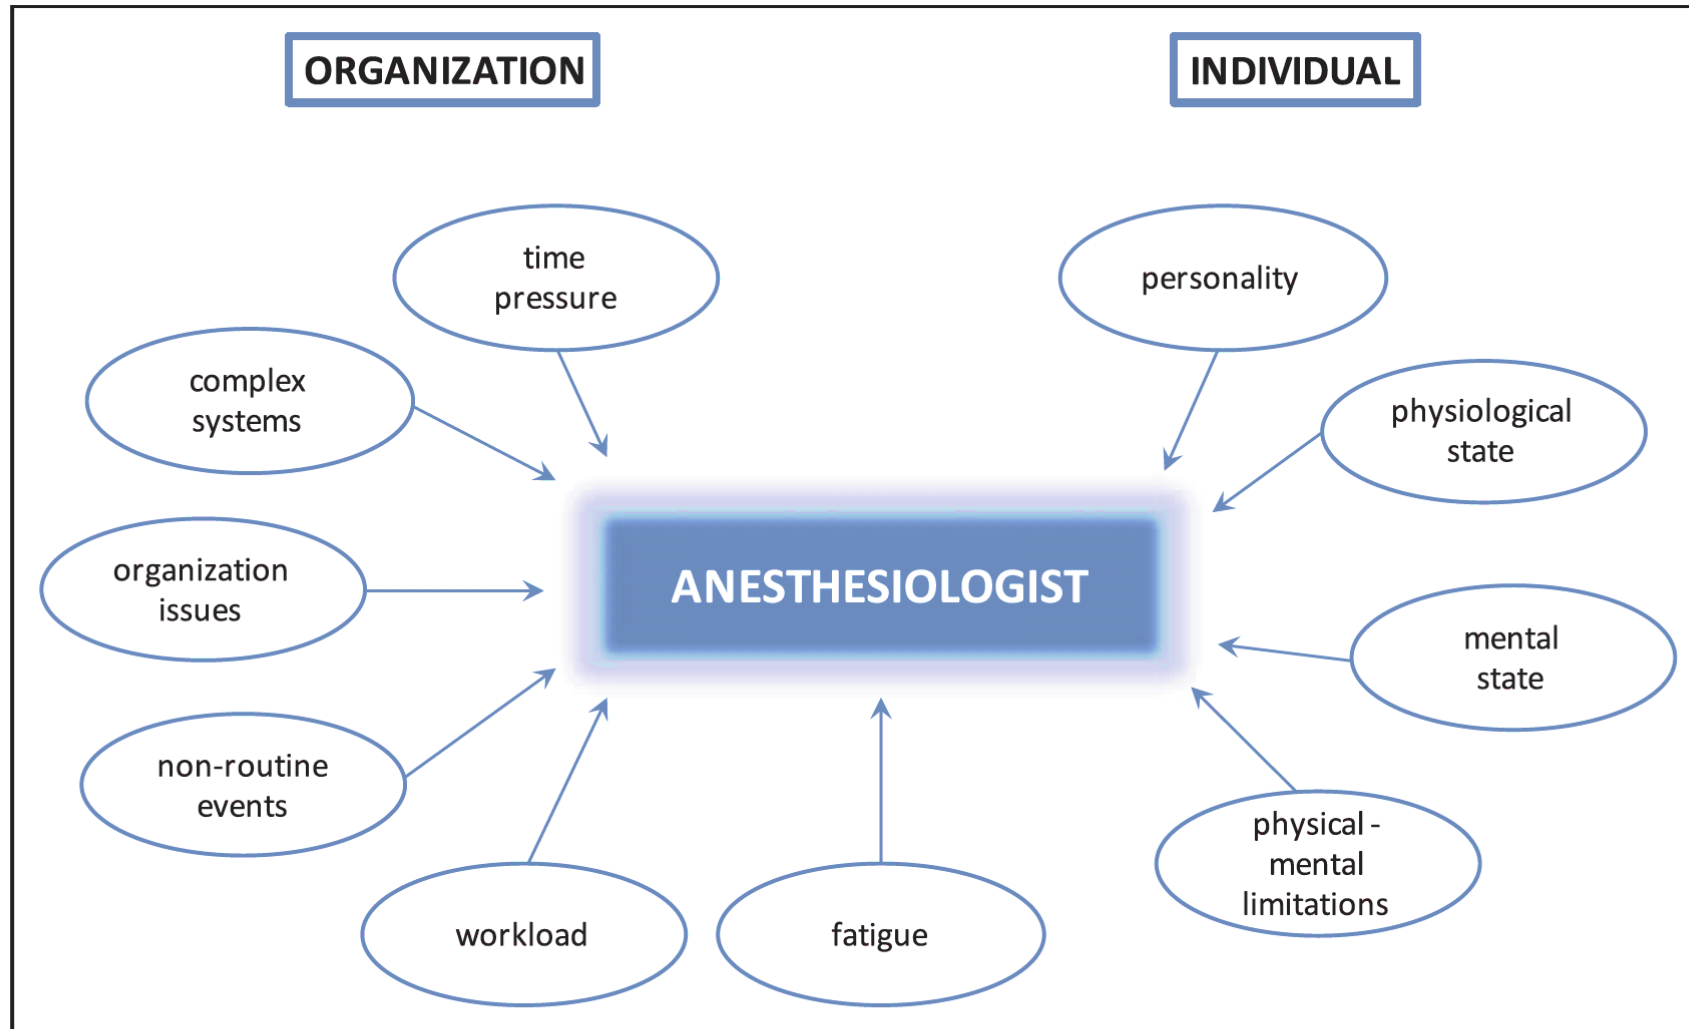 ORGANIZATION
INDIVIDUAL
time
pressure
personality
complex
systems
physiological
state
organization
issues
ANESTHESIOLOGIST
mental
state
non-routine
events
physical -
mental
limitations
workload
fatigue